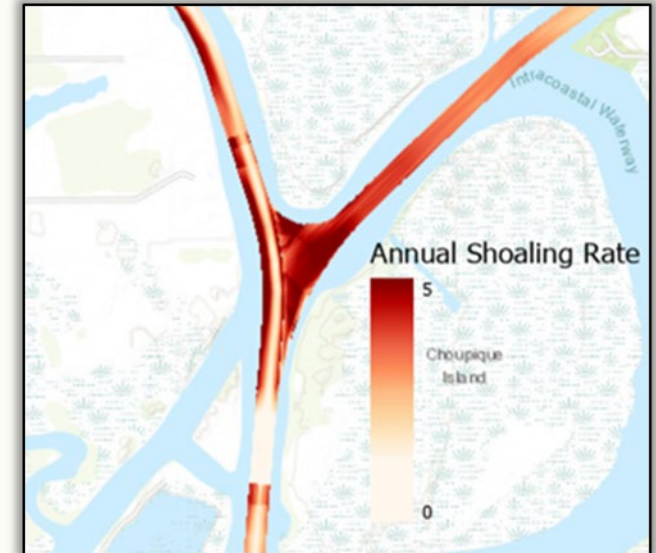 Intracoastal Waterway
Annual Shoaling Rate
5
Choupique
Island
0